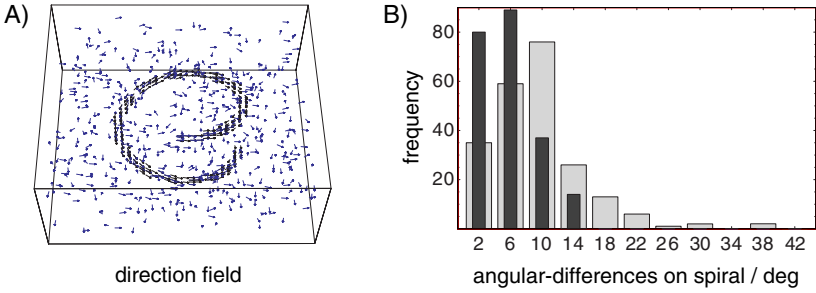 A)
direction field
B)
frequency
80
60
40
20
2 6 10 14 18 22 26 30 34 38 42
angular-differences on spiral / deg